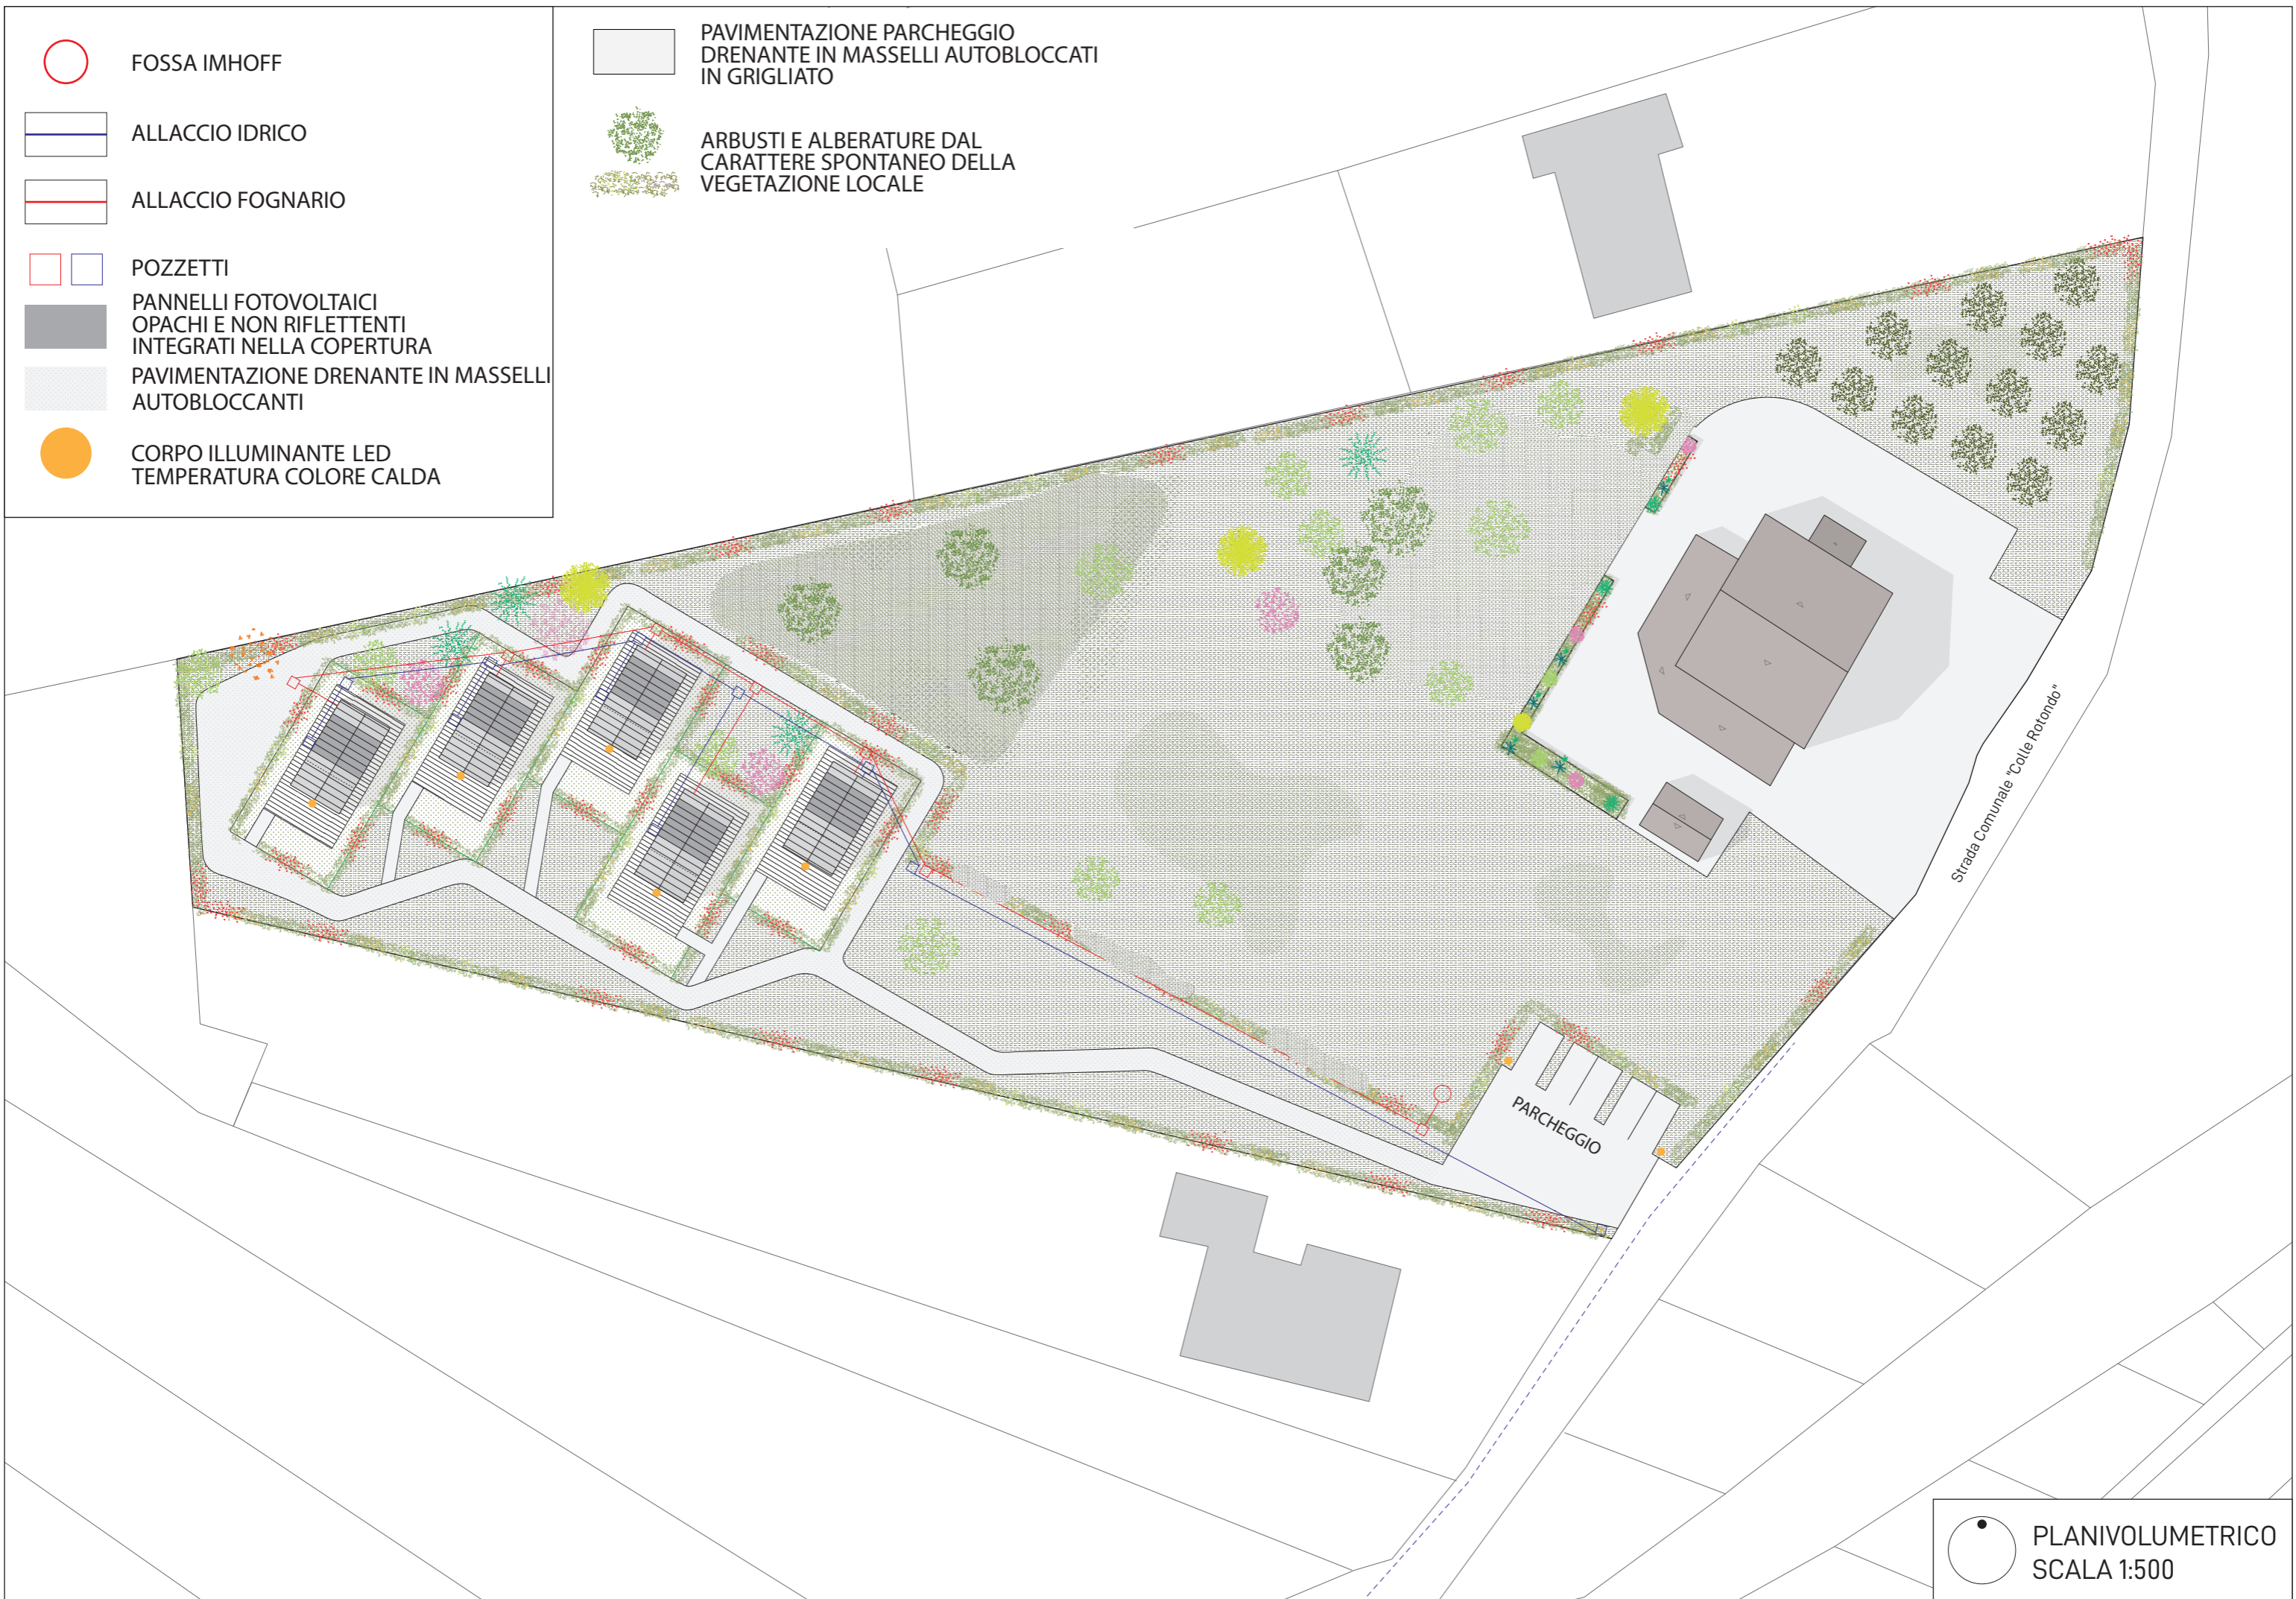 FOSSA IMHOFF
ALLACCIO IDRICO
ALLACCIO FOGNARIO
POZZETTI
PANNELLI FOTOVOLTAICI
OPACHI E NON RIFLETTENTI
INTEGRATI NELLA COPERTURA
PAVIMENTAZIONE DRENANTE IN MASSELLI
AUTOBLOCCANTI
CORPO ILLUMINANTE LED
TEMPERATURA COLORE CALDA
PAVIMENTAZIONE PARCHEGGIO
DRENANTE IN MASSELLI AUTOBLOCCATI
IN GRIGLIATO
ARBUSTI E ALBERATURE DAL
CARATTERE SPONTANEO DELLA
VEGETAZIONE LOCALE
Strada Comunale "Colle Rotondo"
PARCHEGGIO
PLANIVOLUMETRICO
SCALA 1:500